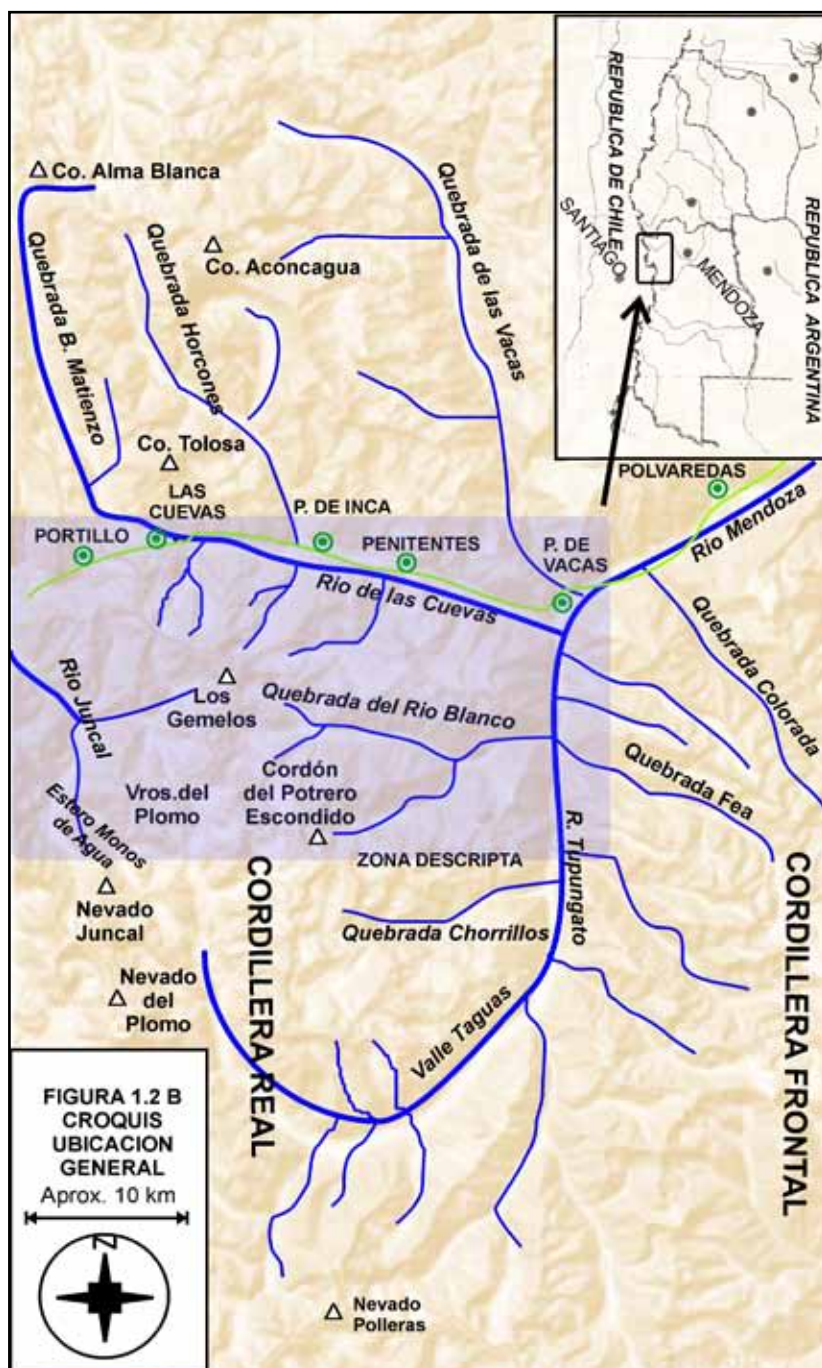 REPUBLICA DE CHILE
SANTIAGO
MENDOZA
REPUBLICA ARGENTINA
Co. Alma Blanca
Quebrada B. Matienzo
Quebrada Horcones
Co. Aconcagua
Quebrada de las Vacas
Co. Tolosa
LAS
CUEVAS
PORTILLO
P. DE INCA
PENITENTES
P. DE
VACAS
POLVAREDAS
Rio Mendoza
Rio de las Cuevas
Quebrada Colorada
Rio Juncal
Los
Gemelos
Quebrada del Rio Blanco
Quebrada Fea
Vros.del
Plomo
Cordón
del Potrero
Escondido
Estero Monos
de Agua
ZONA DESCRIPTA
R. Tupungato
Nevado
Juncal
Quebrada Chorrillos
Nevado
del
Plomo
Valle Taguas
CORDILLERA REAL
CORDILLERA FRONTAL
FIGURA 1.2 B
CROQUIS
UBICACION
GENERAL
Aprox. 10 km
N
Nevado
Polleras